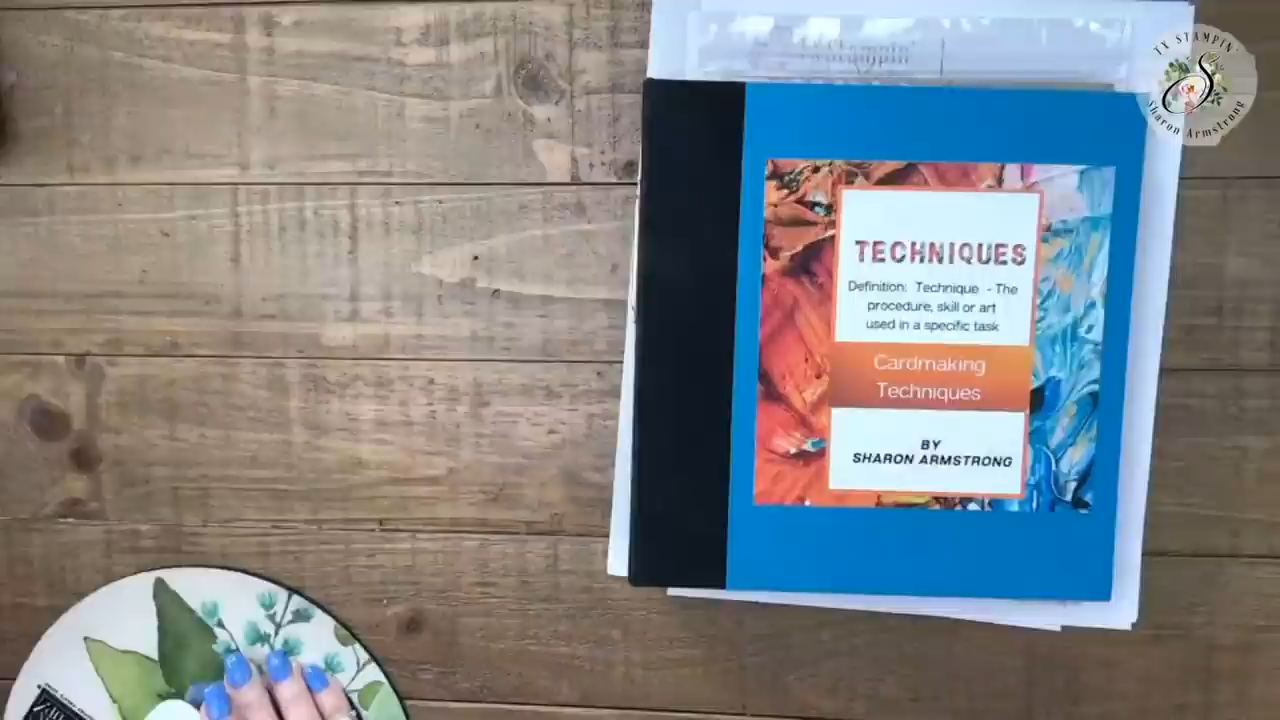 TX STAMPIN'
S
Sharon Armstrong
TECHNIQUES
Definition: Technique - The
procedure, skill or art
used in a specific task
Cardmaking
Techniques
BY
SHARON ARMSTRONG